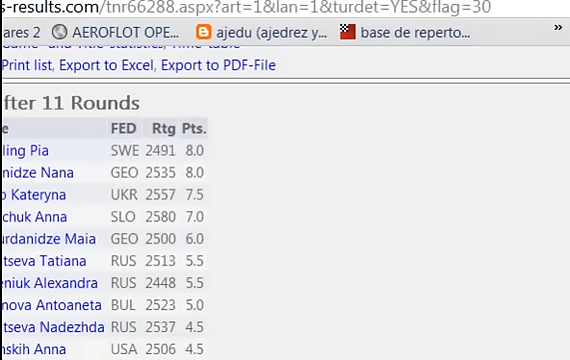 s-results.com/tnr66288.aspx?art=1&lan=1&turdet=YES&flag=30
ares 2 AEROFLOT OPE... ajedu (ajedrez y... base de reperto... »
Game- and Title-statistics, Time-table
Print list, Export to Excel, Export to PDF-File
fter 11 Rounds
e FED Rtg Pts.
ling Pia SWE 2491 8.0
nidze Nana GEO 2535 8.0
o Kateryna UKR 2557 7.5
chuk Anna SLO 2580 7.0
urdanidze Maia GEO 2500 6.0
tseva Tatiana RUS 2513 5.5
eniuk Alexandra RUS 2448 5.5
nova Antoaneta BUL 2523 5.0
tseva Nadezhda RUS 2537 4.5
nskih Anna USA 2506 4.5